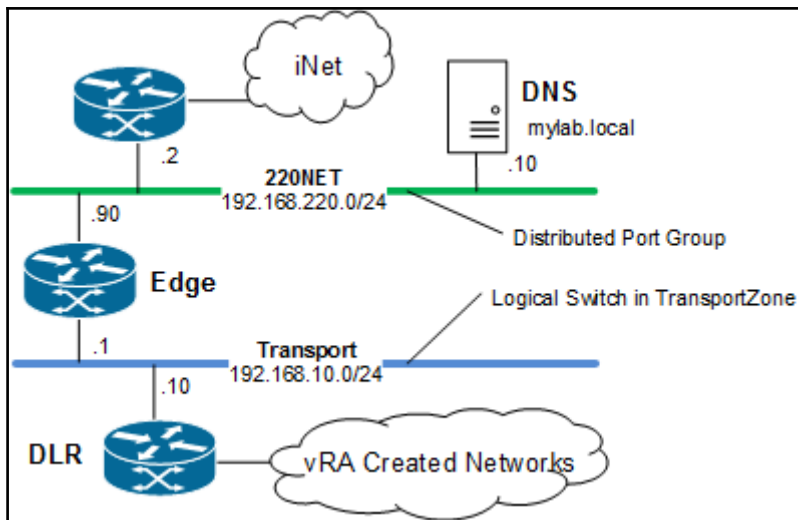 iNet
DNS
mylab.local
.2
.10
220NET
192.168.220.0/24
.90
Distributed Port Group
Edge
Logical Switch in TransportZone
.1
Transport
192.168.10.0/24
.10
DLR
vRA Created Networks